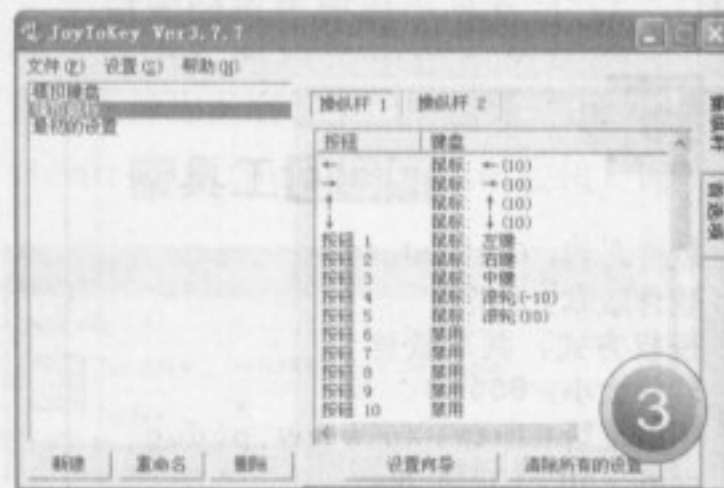 JoyToKey Ver3.7.7
文件(F) 设置(S) 帮助(H)
模拟键盘
最初的设置
操纵杆 1 操纵杆 2
按钮 键盘
← 鼠标: ←(10)
→ 鼠标: →(10)
↑ 鼠标: ↑(10)
↓ 鼠标: ↓(10)
按钮 1 鼠标: 左键
按钮 2 鼠标: 右键
按钮 3 鼠标: 中键
按钮 4 鼠标: 滚轮(-10)
按钮 5 鼠标: 滚轮(10)
按钮 6 禁用
按钮 7 禁用
按钮 8 禁用
按钮 9 禁用
按钮 10 禁用
3
新建 重命名 删除 设置向导 清除所有的设置
操纵杆